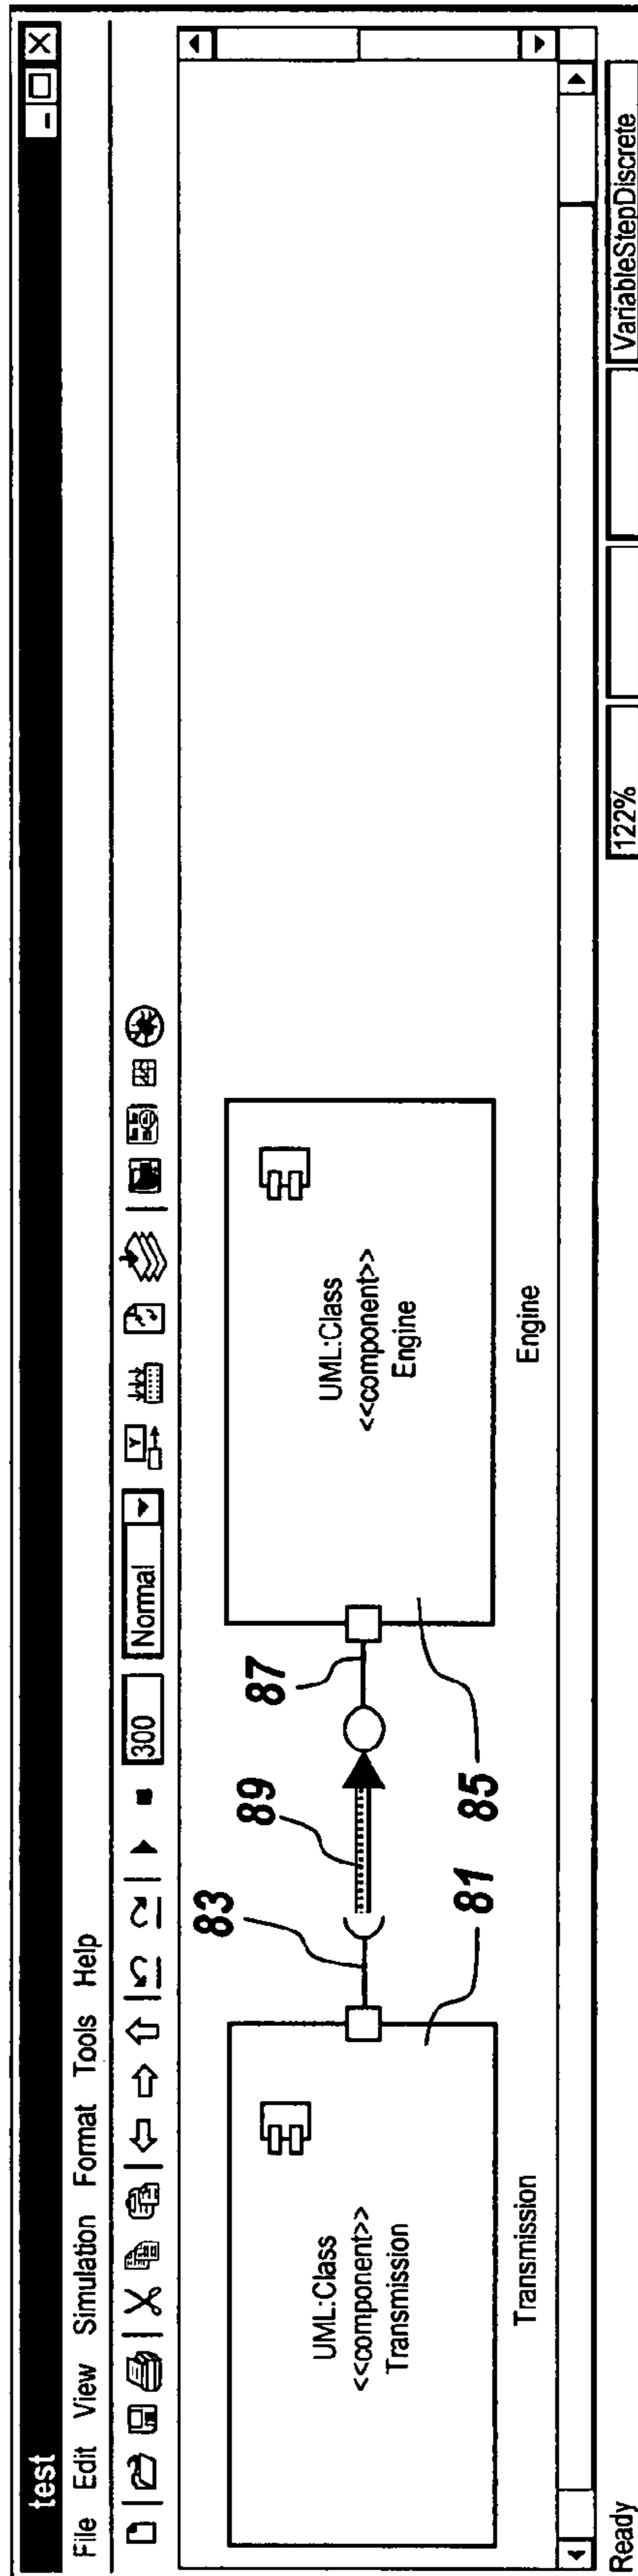 test
File Edit View Simulation Format Tools Help
300 Normal
83 89 87
UML:Class
<<component>>
Transmission
UML:Class
<<component>>
Engine
81 85
Transmission
Engine
Ready 122% VariableStepDiscrete